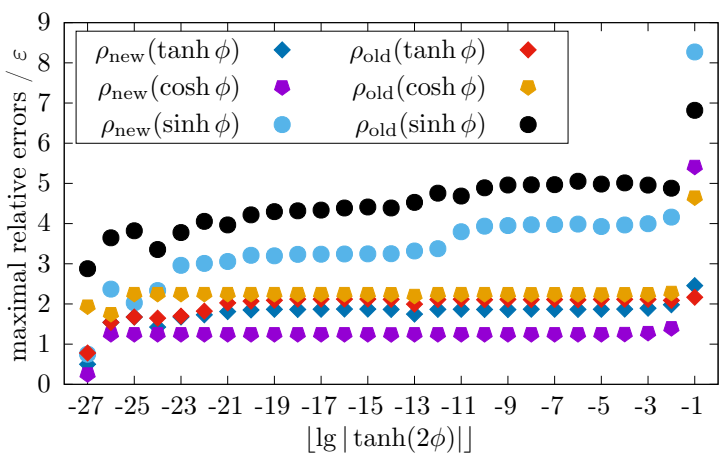 maximal relative errors / ε
9
8
7
6
5
4
3
2
1
0
ρnew(tanh ϕ) ρold(tanh ϕ)
ρnew(cosh ϕ) ρold(cosh ϕ)
ρnew(sinh ϕ) ρold(sinh ϕ)
-27 -25 -23 -21 -19 -17 -15 -13 -11 -9 -7 -5 -3 -1
⌊lg | tanh(2ϕ)|⌋